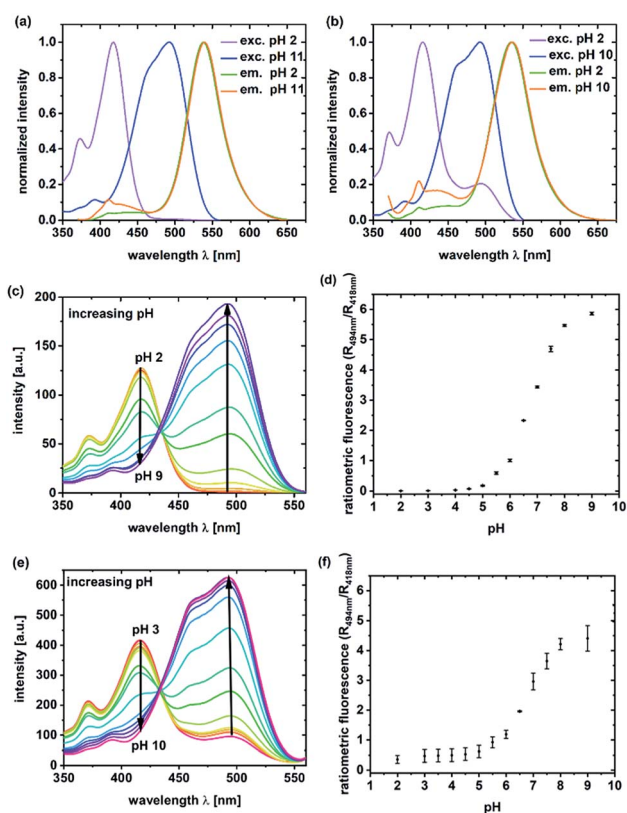 (a)
normalized intensity
1.0
0.8
0.6
0.4
0.2
0.0
exc. pH 2
exc. pH 11
em. pH 2
em. pH 11
350 400 450 500 550 600 650
wavelength λ [nm]
(b)
normalized intensity
1.0
0.8
0.6
0.4
0.2
0.0
exc. pH 2
exc. pH 10
em. pH 2
em. pH 10
350 400 450 500 550 600 650
wavelength λ [nm]
(c)
intensity [a.u.]
200
150
100
50
0
increasing pH
pH 2
pH 9
350 400 450 500 550
wavelength λ [nm]
(d)
ratiometric fluorescence (R494nm/R418nm)
6
5
4
3
2
1
0
1 2 3 4 5 6 7 8 9 10
pH
(e)
intensity [a.u.]
600
500
400
300
200
100
0
increasing pH
pH 3
pH 10
350 400 450 500 550
wavelength λ [nm]
(f)
ratiometric fluorescence (R494nm/R418nm)
5
4
3
2
1
0
1 2 3 4 5 6 7 8 9 10
pH